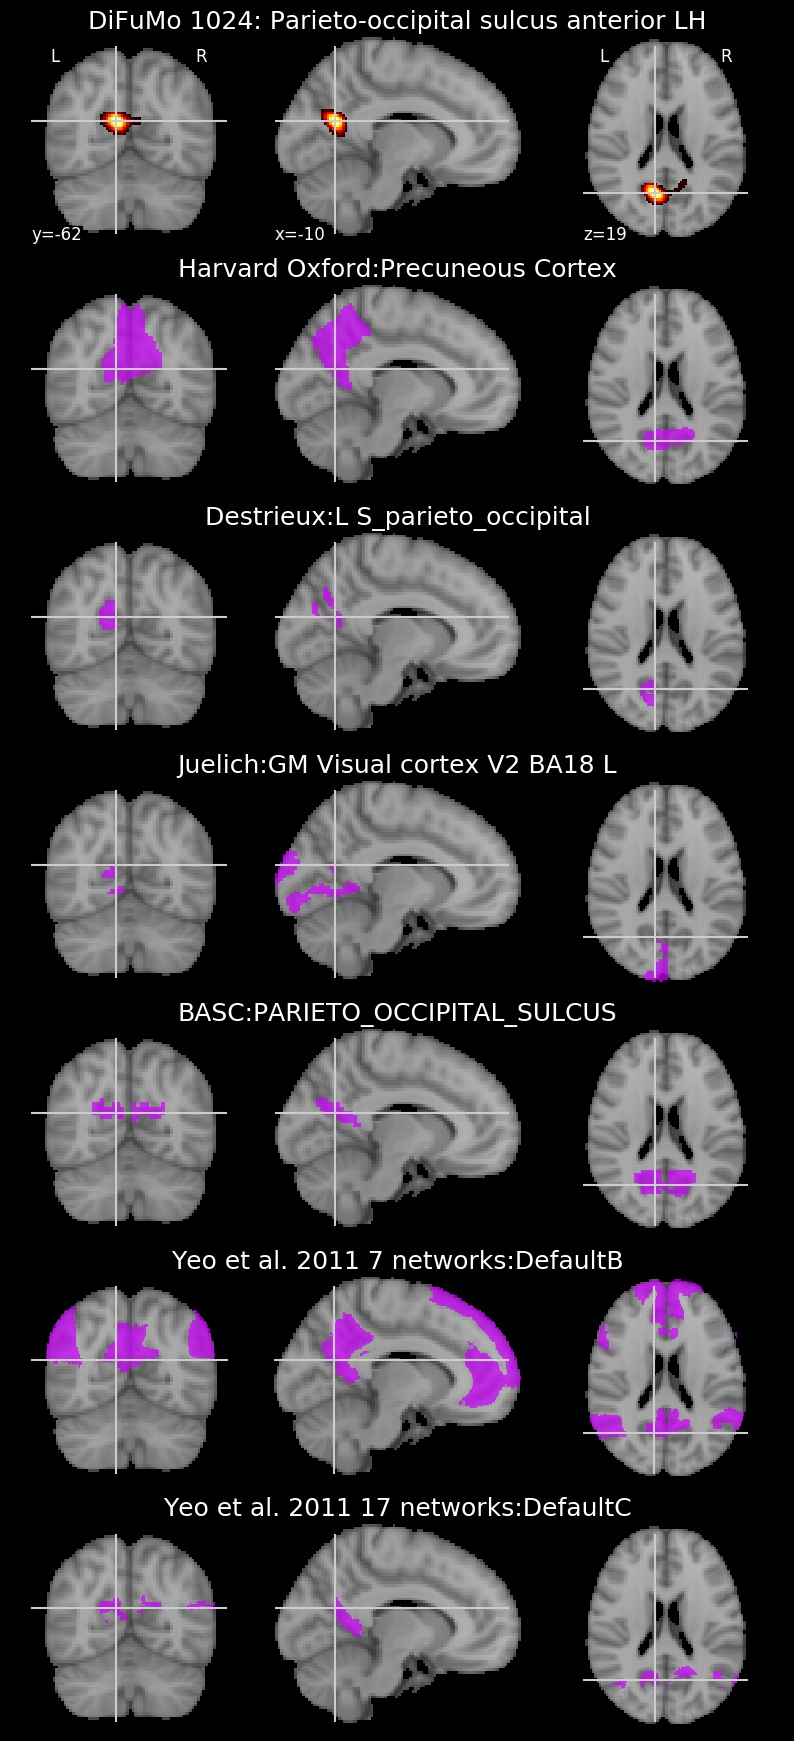 DiFuMo 1024: Parieto-occipital sulcus anterior LH
L R L R
y=-62 x=-10 z=19
Harvard Oxford:Precuneous Cortex
Destrieux:L S_parieto_occipital
Juelich:GM Visual cortex V2 BA18 L
BASC:PARIETO_OCCIPITAL_SULCUS
Yeo et al. 2011 7 networks:DefaultB
Yeo et al. 2011 17 networks:DefaultC